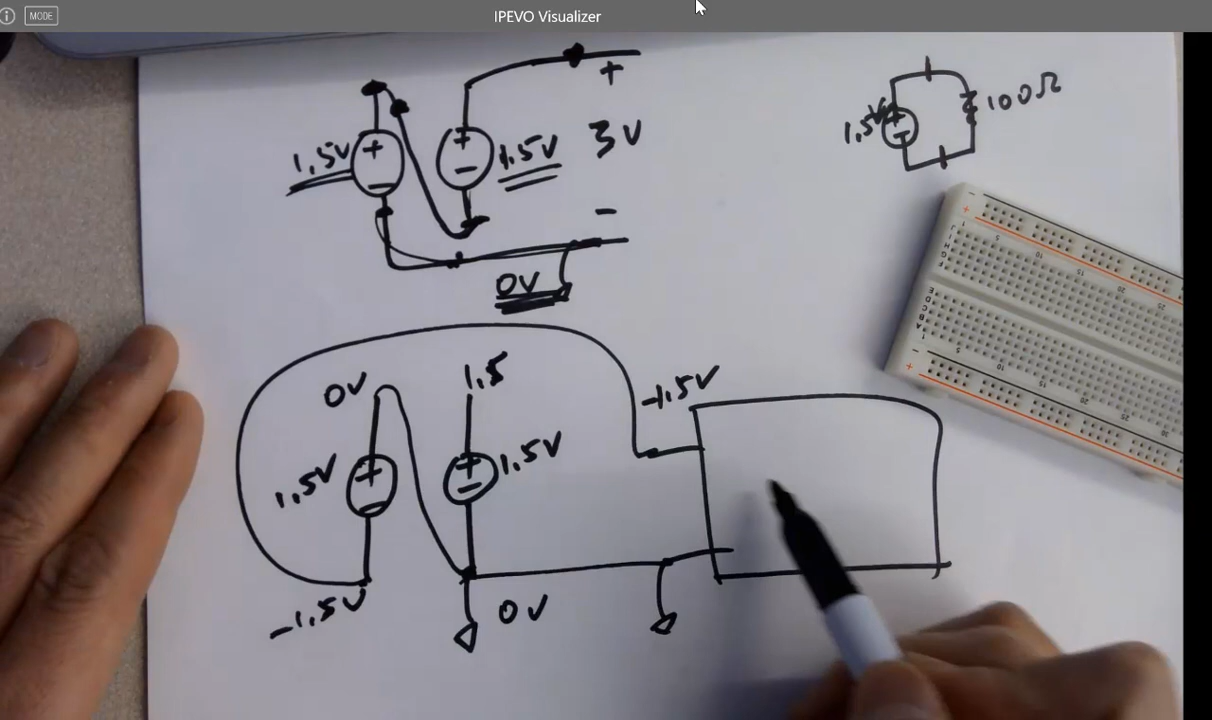 MODE
IPEVO Visualizer
+
1.5V
+
-
+
-
1.5V
3V
-
0V
1.5V
+
-
100Ω
0V
1.5
1.5V
+
-
+
-
1.5V
-1.5V
-1.5V
0V